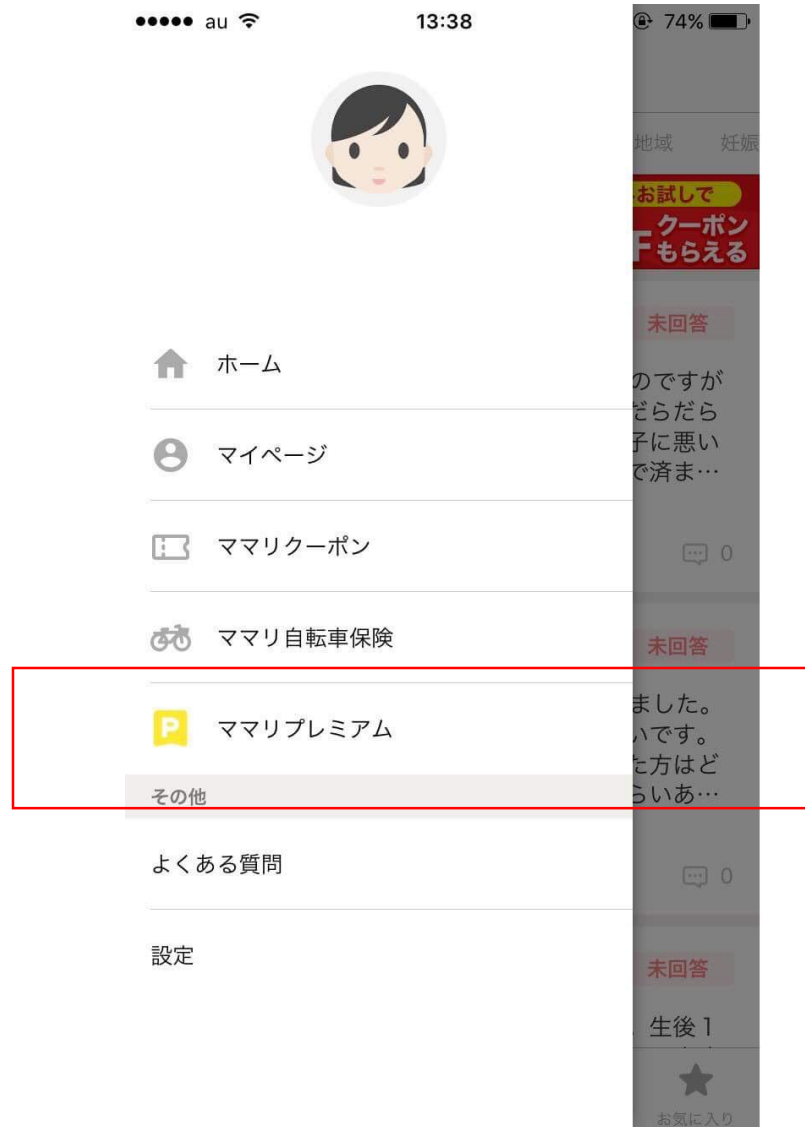 au
13:38
74%
地域 妊娠
お試しで
クーポン
もらえる
未回答
ホーム
のですが
だらだら
子に悪い
マイページ
で済ま…
ママリクーポン
0
ママリ自転車保険
未回答
ました。
P
ママリプレミアム
いです。
た方はど
その他
らいあ…
よくある質問
0
設定
未回答
生後1
お気に入り